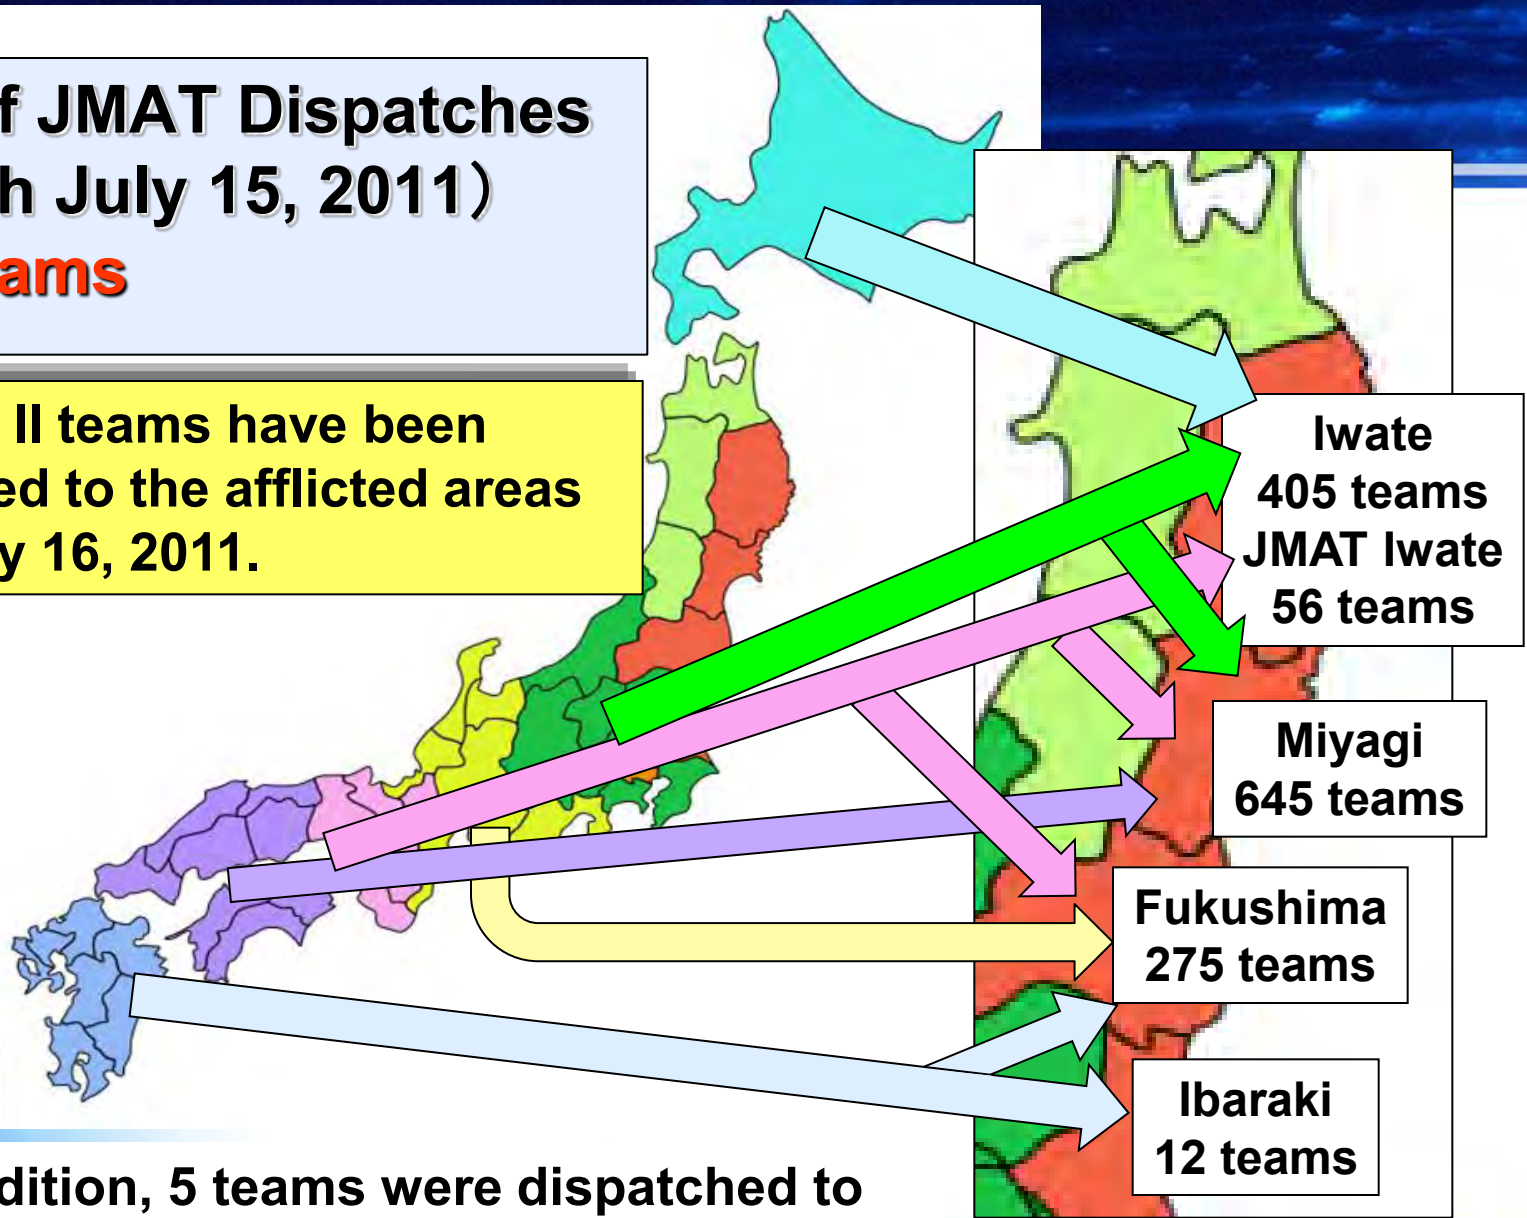 f JMAT Dispatches
h July 15, 2011）
ams
II teams have been
ed to the afflicted areas
y 16, 2011.
Iwate
405 teams
JMAT Iwate
56 teams
Miyagi
645 teams
Fukushima
275 teams
Ibaraki
12 teams
dition, 5 teams were dispatched to